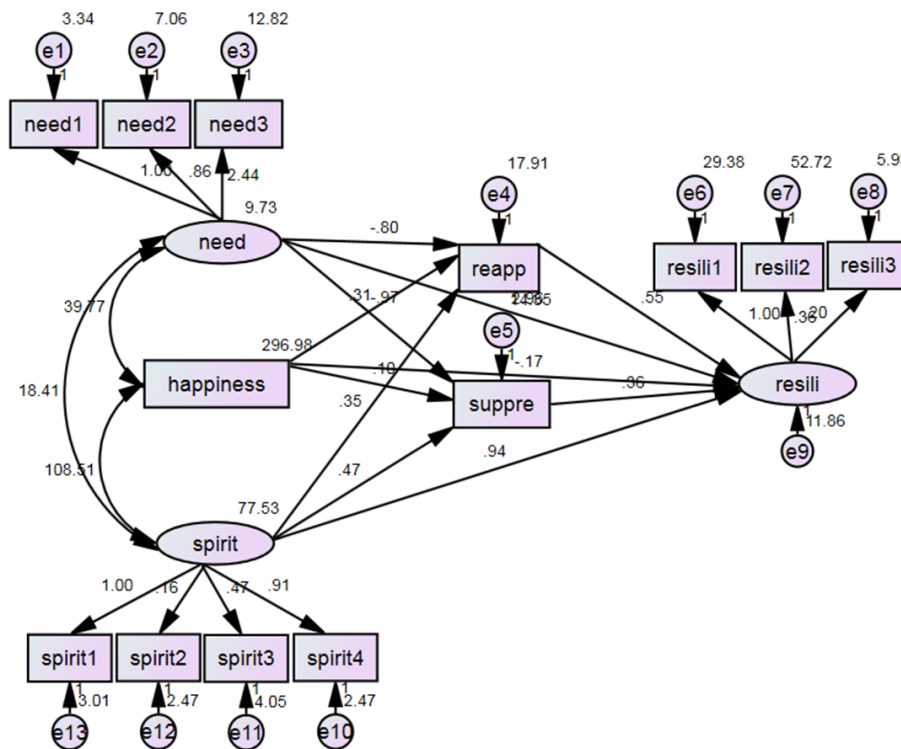 3.34 7.06 12.82
e1 e2 e3
1 1 1
need1 need2 need3
1.00 .86 2.44
9.73
need
17.91
e4
1
-.80
reapp
29.38 52.72
e6 e7 e8
1 1 1
resili1 resili2 resili3
1.00 .20
.55
39.77
.31 -.97
e5
1
296.98
happiness
-.17
suppre
.96
resili
1
11.86
e9
18.41
.35
108.51
.47
.94
77.53
spirit
1.00 .16 .47 .91
spirit1 spirit2 spirit3 spirit4
1 1 1 1
3.01 2.47 4.05 2.47
e13 e12 e11 e10